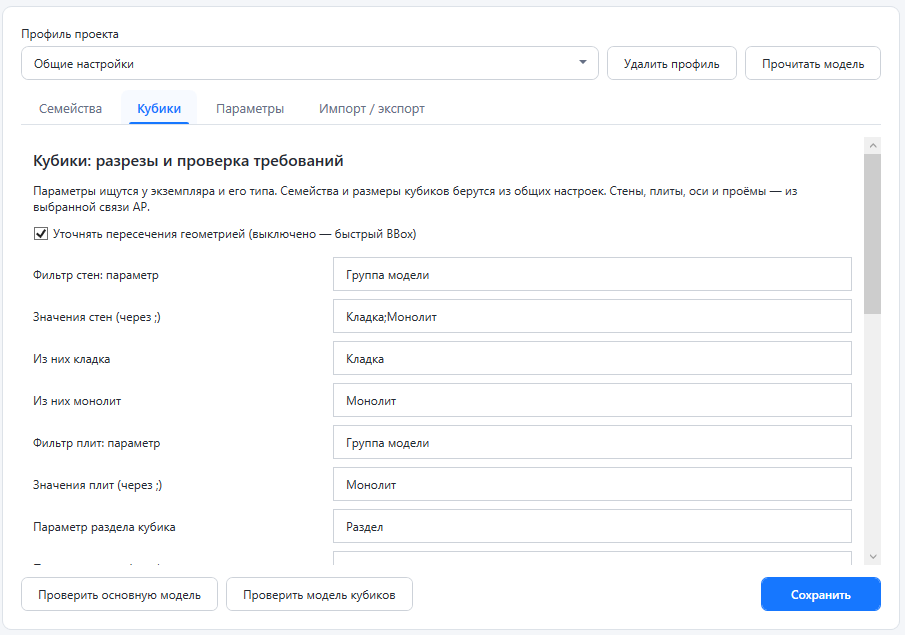 Профиль проекта
Общие настройки
Удалить профиль
Прочитать модель
Семейства
Кубики
Параметры
Импорт / экспорт
Кубики: разрезы и проверка требований
Параметры ищутся у экземпляра и его типа. Семейства и размеры кубиков берутся из общих настроек. Стены, плиты, оси и проёмы — из
выбранной связи АР.
Уточнять пересечения геометрией (выключено — быстрый BBox)
Фильтр стен: параметр
Группа модели
Значения стен (через ;)
Кладка;Монолит
Из них кладка
Кладка
Из них монолит
Монолит
Фильтр плит: параметр
Группа модели
Значения плит (через ;)
Монолит
Параметр раздела кубика
Раздел
Проверить основную модель
Проверить модель кубиков
Сохранить